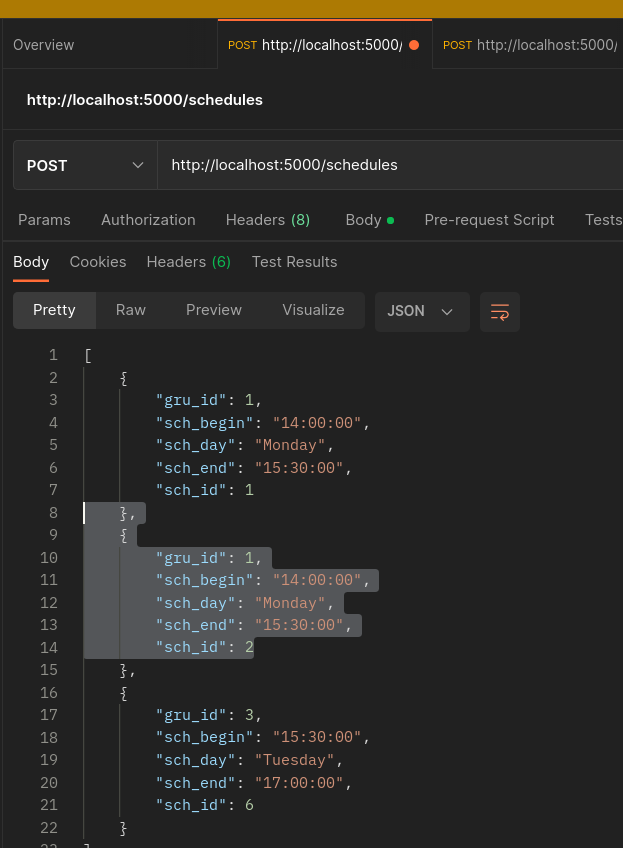 Overview
POST http://localhost:5000/
POST http://localhost:5000/
http://localhost:5000/schedules
POST
http://localhost:5000/schedules
Params Authorization Headers (8) Body Pre-request Script Tests
Body Cookies Headers (6) Test Results
Pretty Raw Preview Visualize JSON
1 [
2 {
3 "gru_id": 1,
4 "sch_begin": "14:00:00",
5 "sch_day": "Monday",
6 "sch_end": "15:30:00",
7 "sch_id": 1
8 },
9 {
10 "gru_id": 1,
11 "sch_begin": "14:00:00",
12 "sch_day": "Monday",
13 "sch_end": "15:30:00",
14 "sch_id": 2
15 },
16 {
17 "gru_id": 3,
18 "sch_begin": "15:30:00",
19 "sch_day": "Tuesday",
20 "sch_end": "17:00:00",
21 "sch_id": 6
22 }